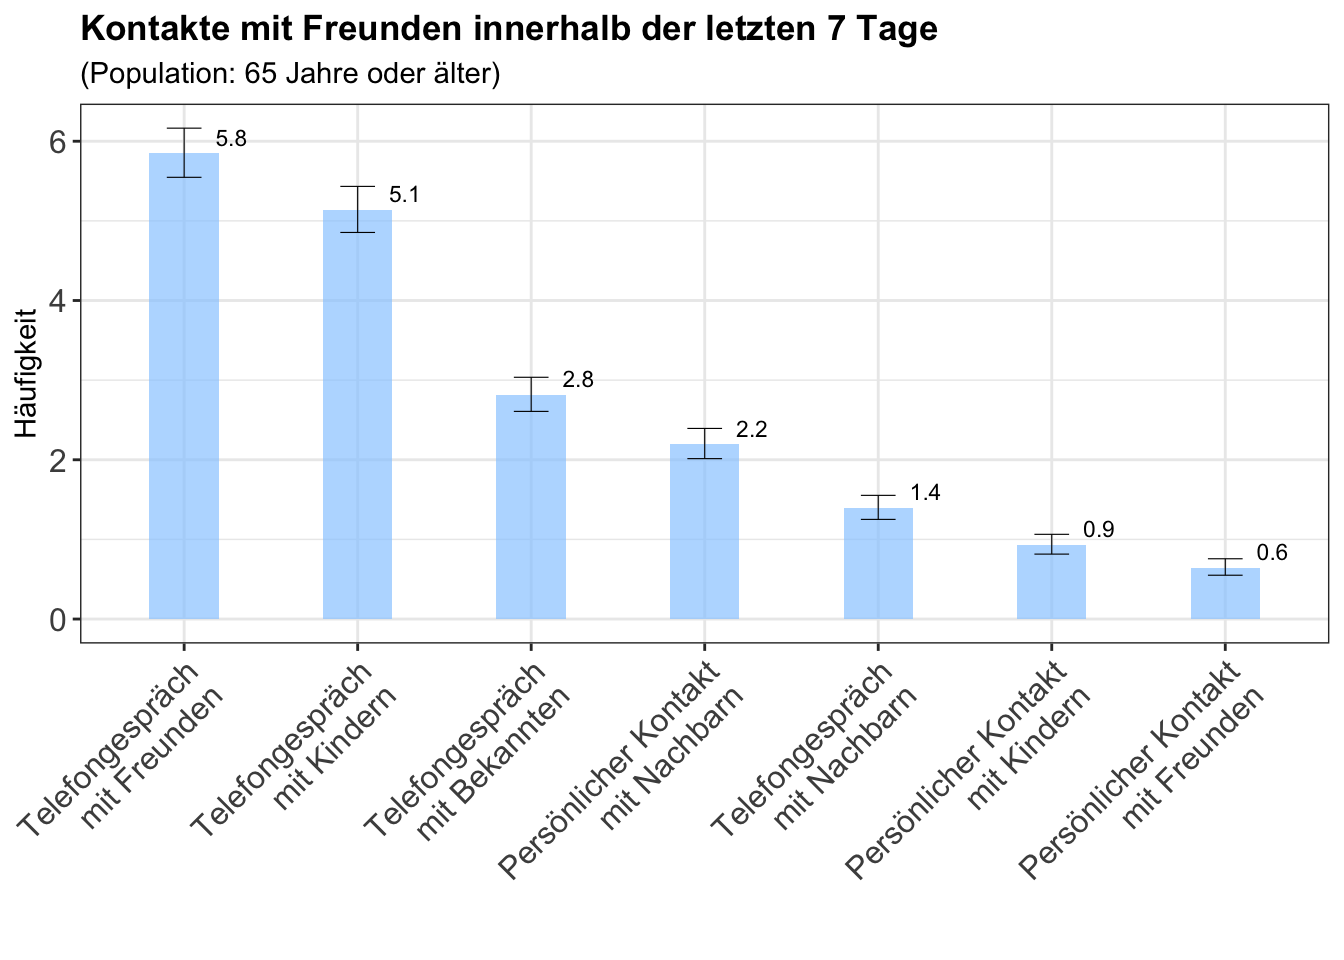 Kontakte mit Freunden innerhalb der letzten 7 Tage
(Population: 65 Jahre oder älter)
Häufigkeit
6
4
2
0
5.8
5.1
2.8
2.2
1.4
0.9
0.6
Telefongespräch
mit Freunden
Telefongespräch
mit Kindern
Telefongespräch
mit Bekannten
Persönlicher Kontakt
mit Nachbarn
Telefongespräch
mit Nachbarn
Persönlicher Kontakt
mit Kindern
Persönlicher Kontakt
mit Freunden